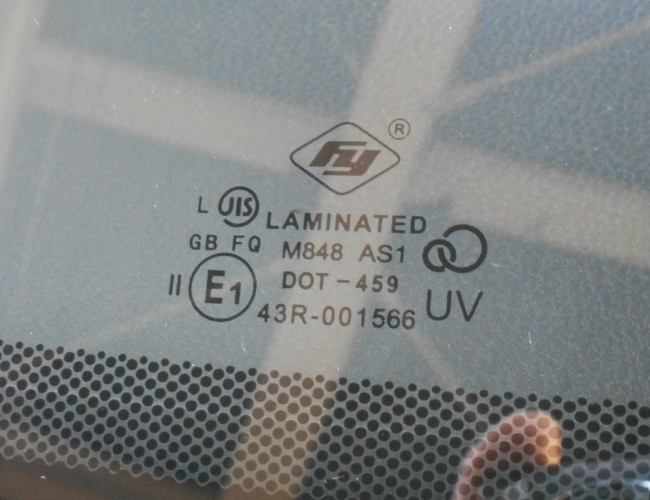 FY ®
L JIS LAMINATED
GB FQ M848 AS1
II E1 DOT-459
43R-001566 UV